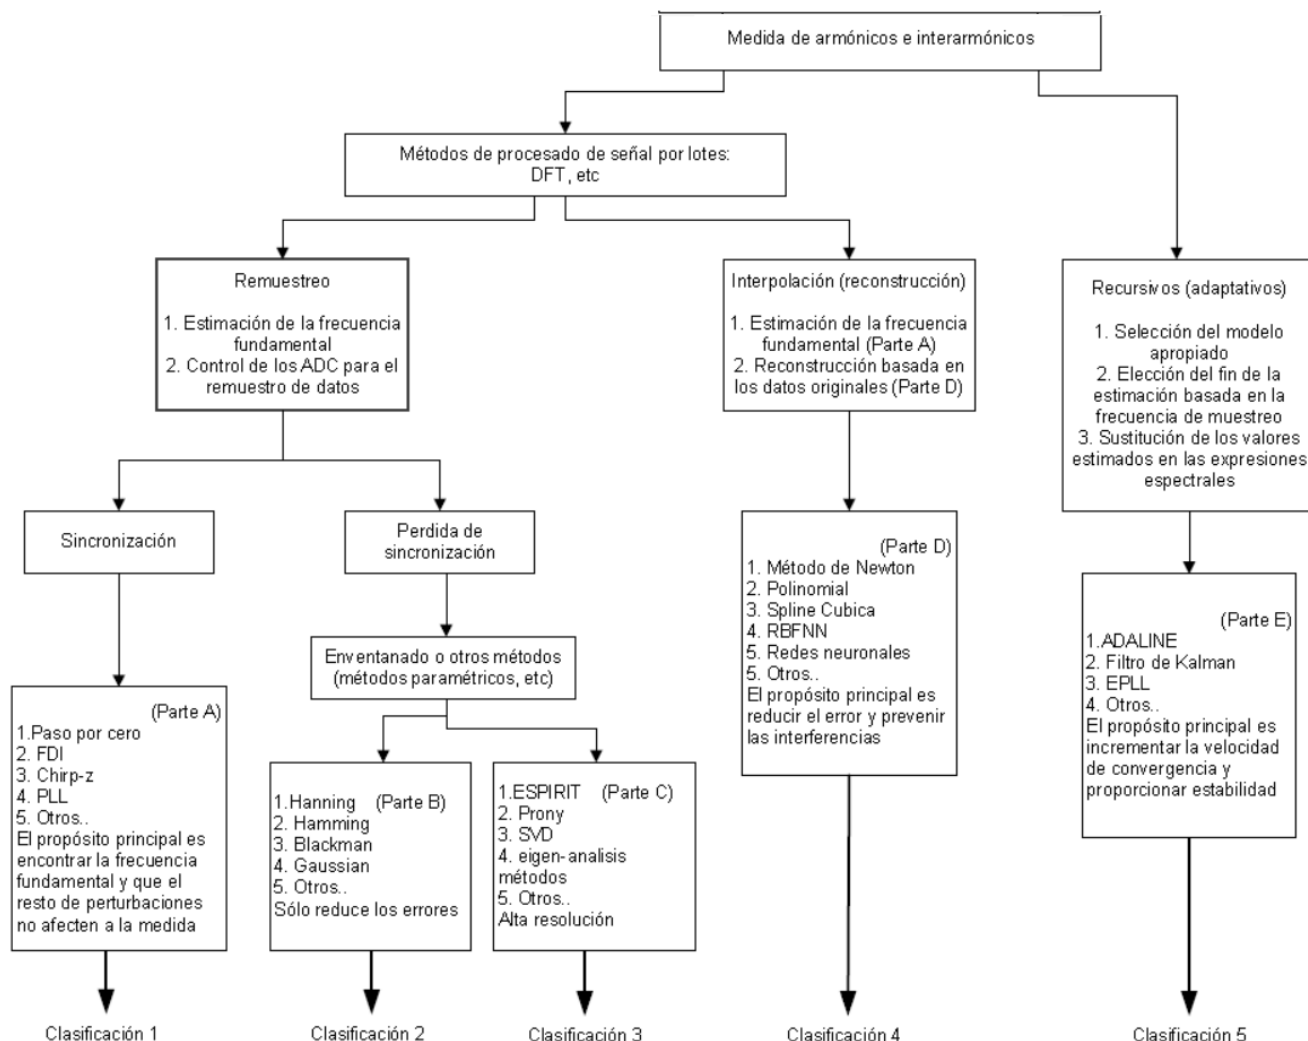 Medida de armónicos e interarmónicos
Métodos de procesado de señal por lotes:
DFT, etc
Remuestreo
1. Estimación de la frecuencia
fundamental
2. Control de los ADC para el
remuestro de datos
Interpolación (reconstrucción)
1. Estimación de la frecuencia
fundamental (Parte A)
2. Reconstrucción basada en
los datos originales (Parte D)
Recursivos (adaptativos)
1. Selección del modelo
apropiado
2. Elección del fin de la
estimación basada en la
frecuencia de muestreo
3. Sustitución de los valores
estimados en las expresiones
espectrales
Sincronización
Perdida de
sincronización
Enventanado o otros métodos
(métodos paramétricos, etc)
(Parte A)
1.Paso por cero
2. FDI
3. Chirp-z
4. PLL
5. Otros..
El propósito principal es
encontrar la frecuencia
fundamental y que el
resto de perturbaciones
no afecten a la medida
1.Hanning (Parte B)
2. Hamming
3. Blackman
4. Gaussian
5. Otros..
Sólo reduce los errores
1.ESPIRIT (Parte C)
2. Prony
3. SVD
4. eigen-analisis
métodos
5. Otros..
Alta resolución
(Parte D)
1. Método de Newton
2. Polinomial
3. Spline Cubica
4. RBFNN
5. Redes neuronales
6. Otros..
El propósito principal es
reducir el error y prevenir
las interferencias
(Parte E)
1.ADALINE
2. Filtro de Kalman
3. EPLL
4. Otros..
El propósito principal es
incrementar la velocidad
de convergencia y
proporcionar estabilidad
Clasificación 1
Clasificación 2
Clasificación 3
Clasificación 4
Clasificación 5